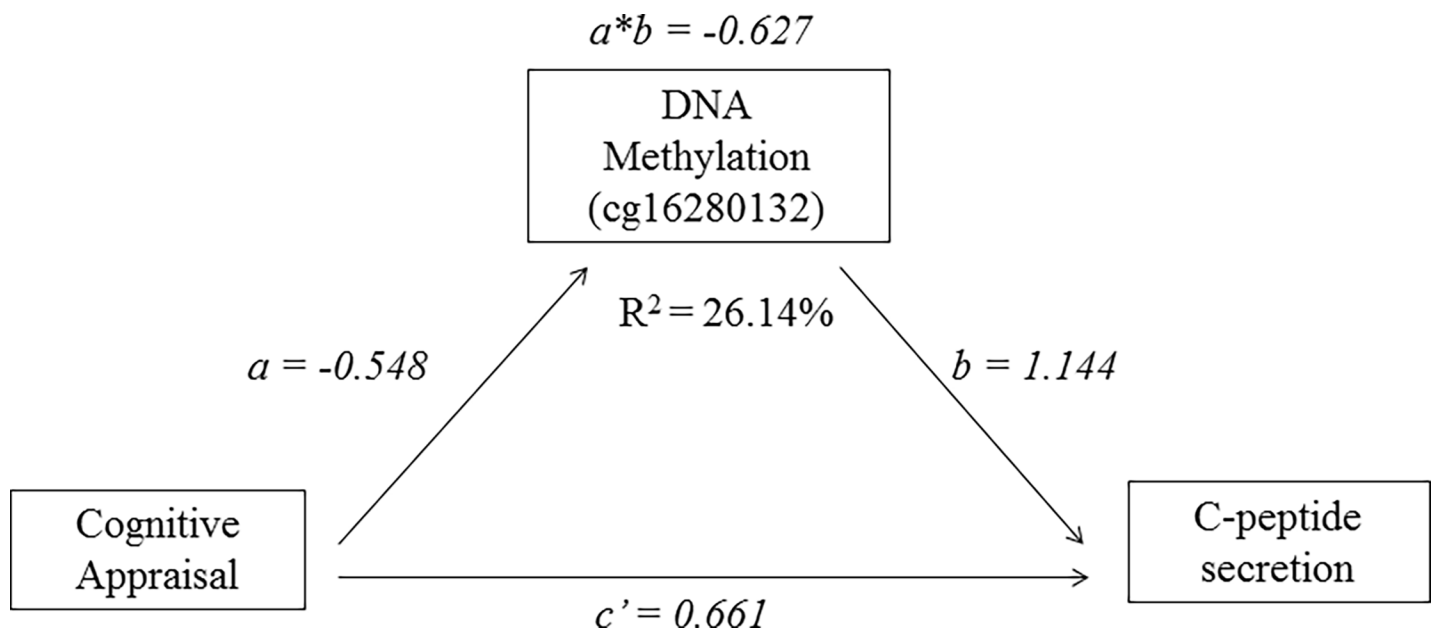 a*b = -0.627
DNA
Methylation
(cg16280132)
R² = 26.14%
a = -0.548
b = 1.144
Cognitive
Appraisal
C-peptide
secretion
c’ = 0.661